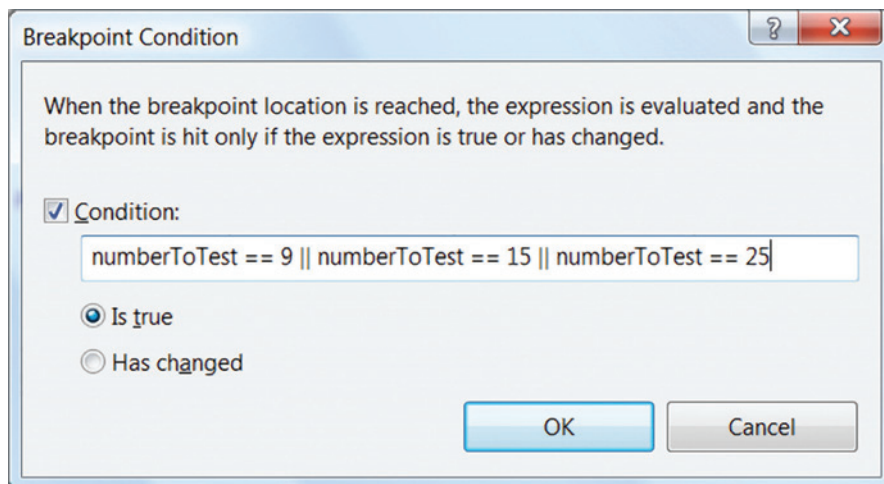 Breakpoint Condition
?
When the breakpoint location is reached, the expression is evaluated and the
breakpoint is hit only if the expression is true or has changed.
Condition:
numberToTest == 9 || numberToTest == 15 || numberToTest == 25
Is true
Has changed
OK
Cancel